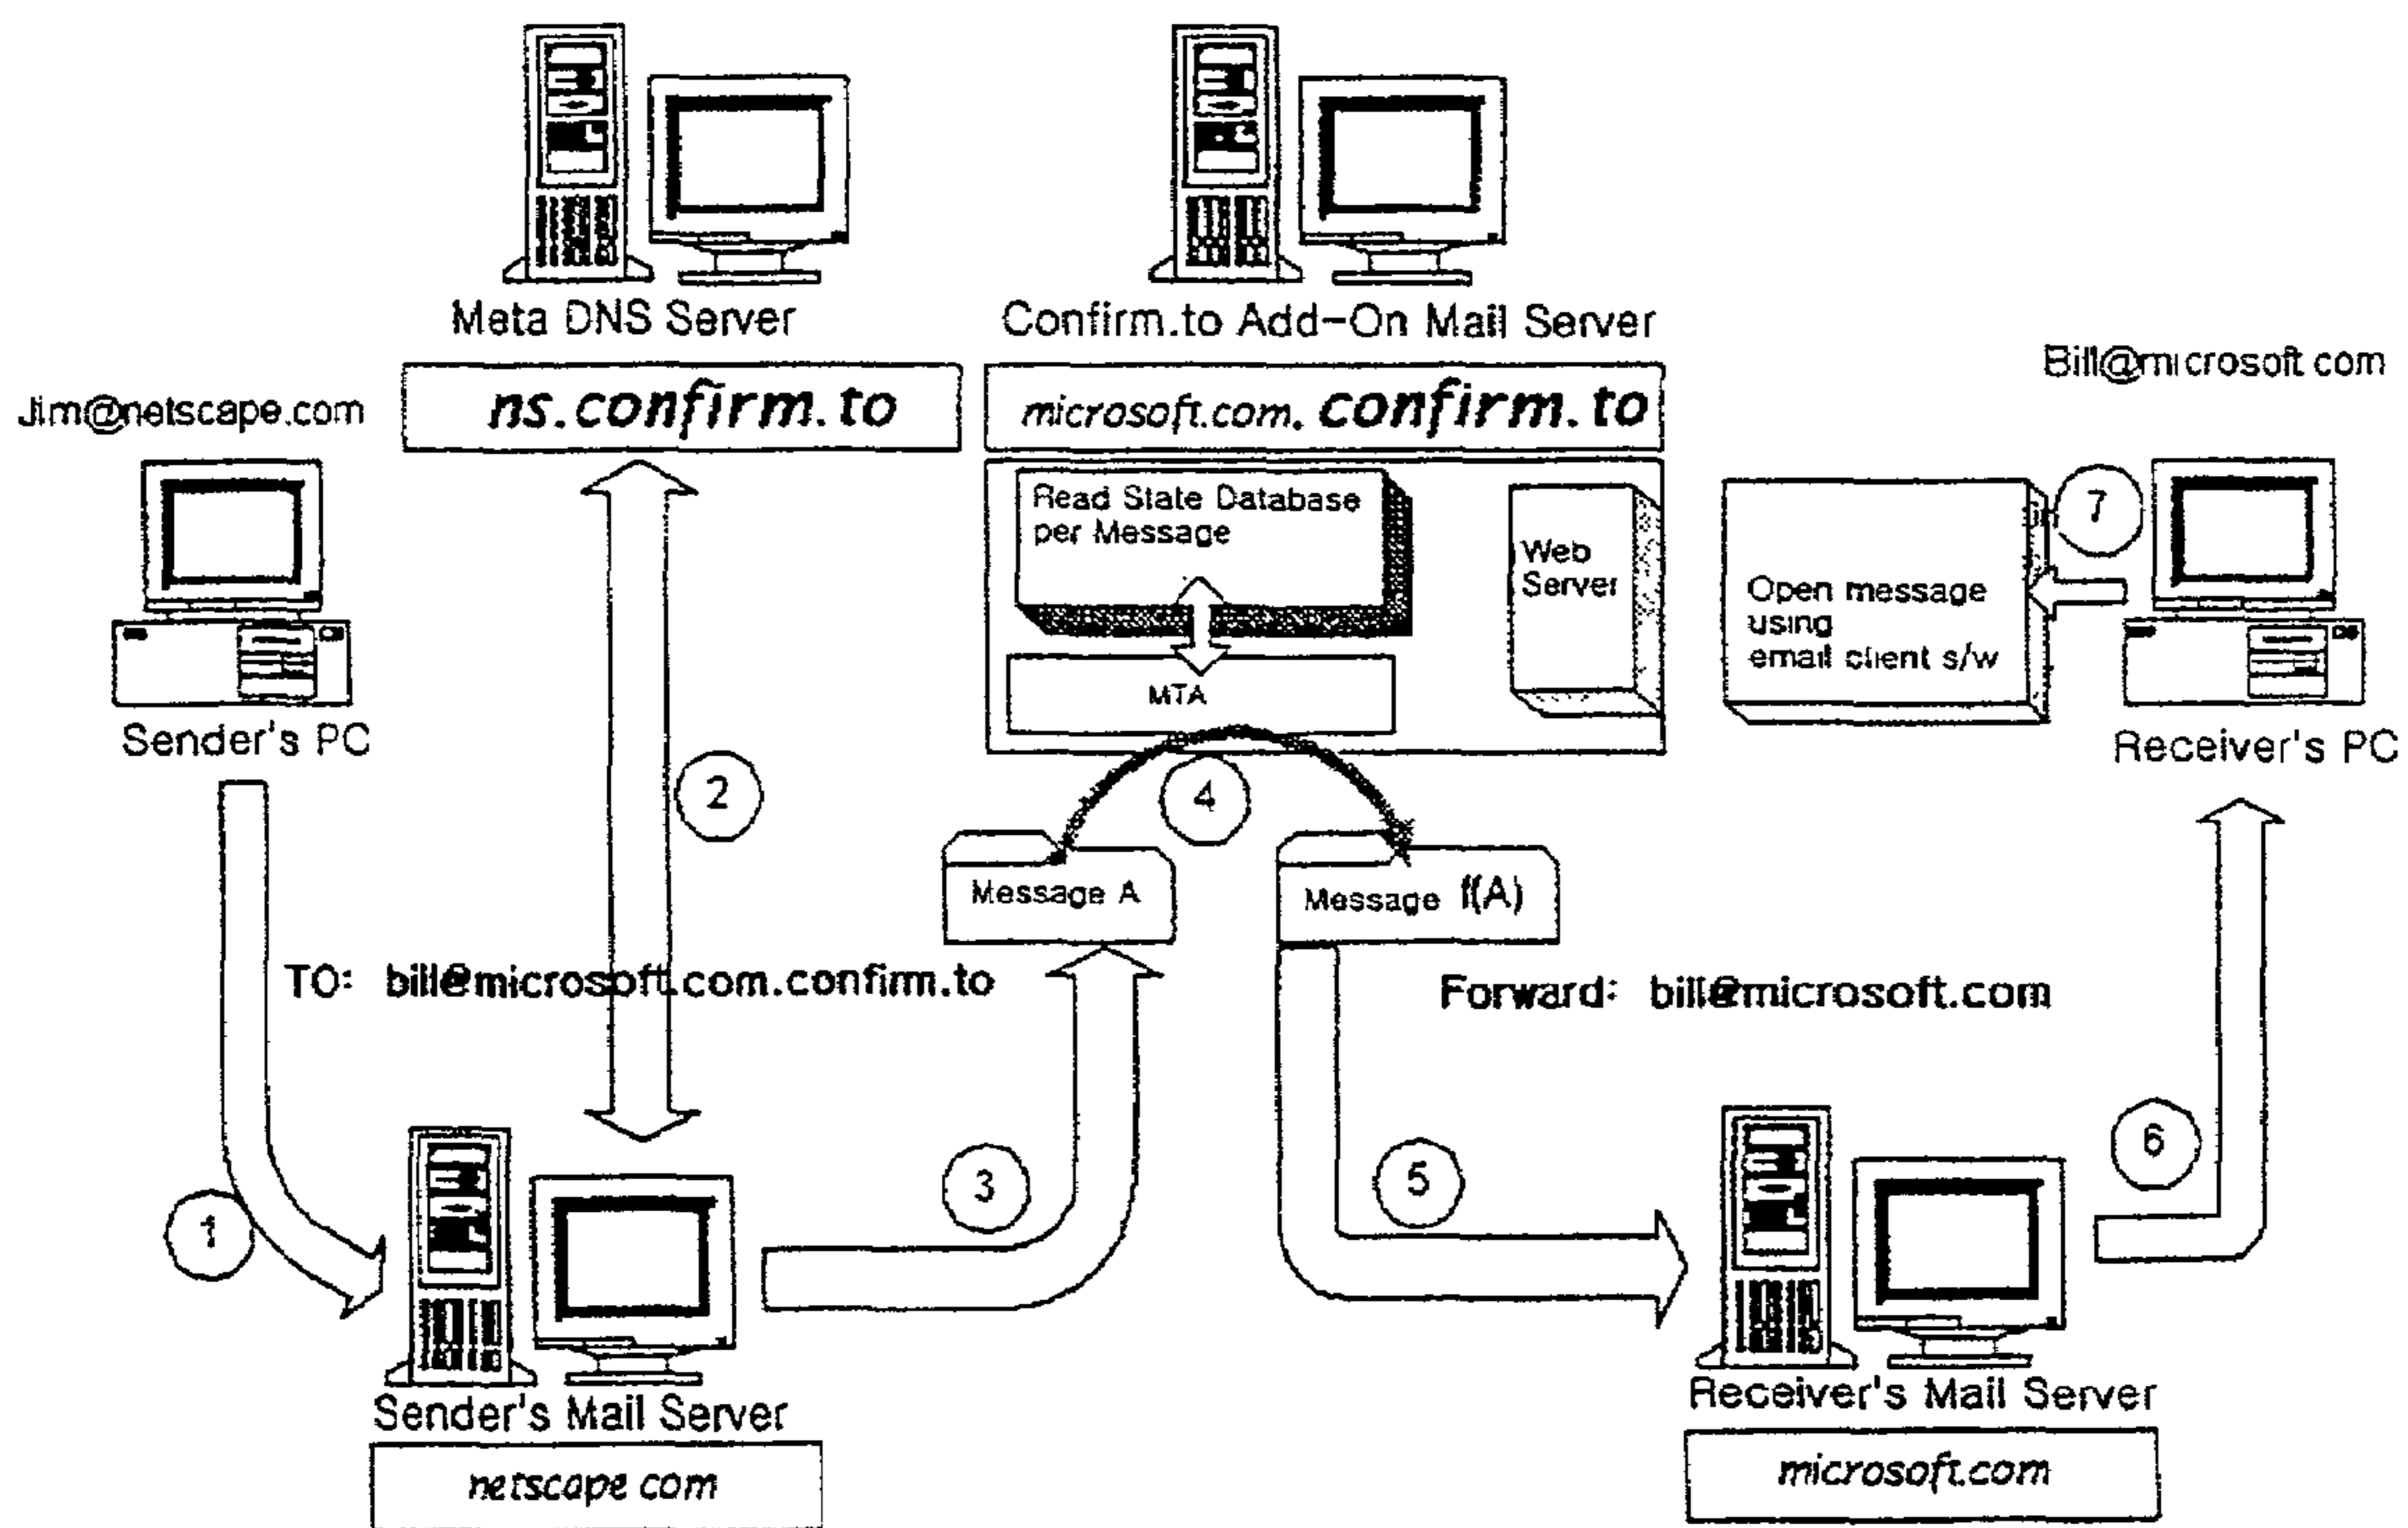 Meta DNS Server
Confirm.to Add-On Mail Server
Bill@microsoft.com
Jim@netscape.com
ns.confirm.to
microsoft.com. confirm.to
Read State Database
per Message
Web
Server
7
Open message
using
email client s/w
MTA
Sender's PC
Receiver's PC
2
4
Message A
Message f(A)
TO: bill@microsoft.com.confirm.to
Forward: bill@microsoft.com
1
3
5
6
Sender's Mail Server
Receiver's Mail Server
netscape com
microsoft.com